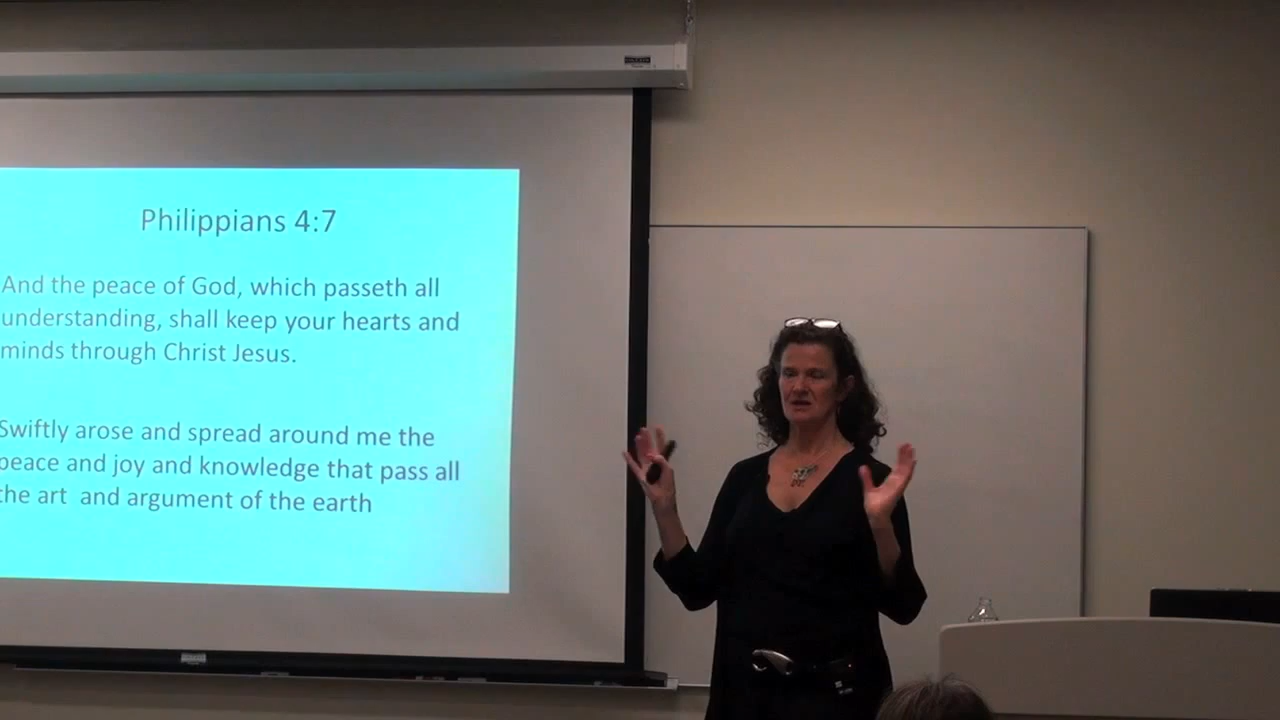 Philippians 4:7
And the peace of God, which passeth all
understanding, shall keep your hearts and
minds through Christ Jesus.
Swiftly arose and spread around me the
peace and joy and knowledge that pass all
the art and argument of the earth